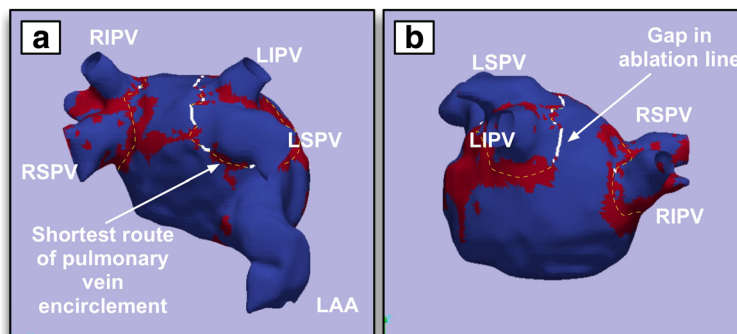 a
RIPV
LIPV
LSPV
RSPV
Shortest route
of pulmonary
vein
encirclement
LAA
b
Gap in
ablation line
LSPV
RSPV
LIPV
RIPV